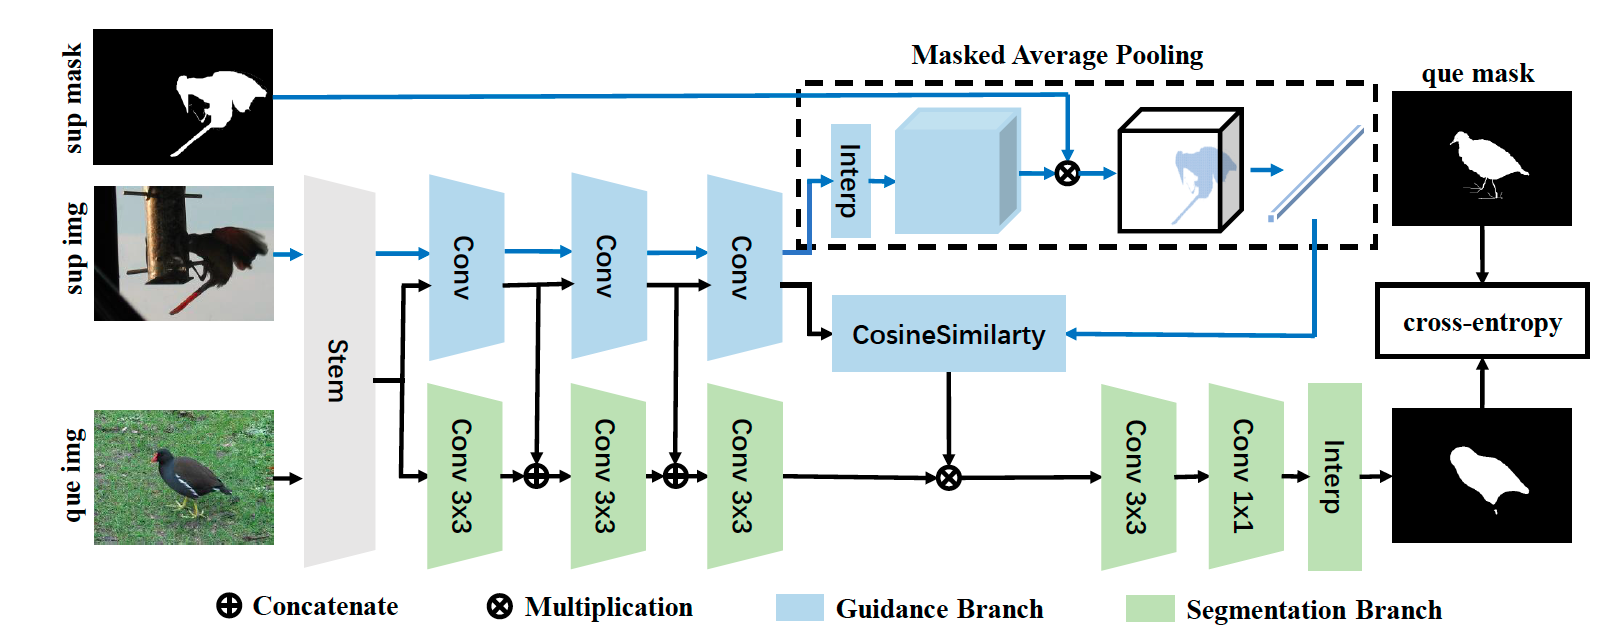 sup mask
sup img
que img
Stem
Conv
Conv
Conv
Conv 3x3
Conv 3x3
Conv 3x3
Masked Average Pooling
Interp
CosineSimilarty
Conv 3x3
Conv 1x1
Interp
que mask
cross-entropy
Concatenate
Multiplication
Guidance Branch
Segmentation Branch